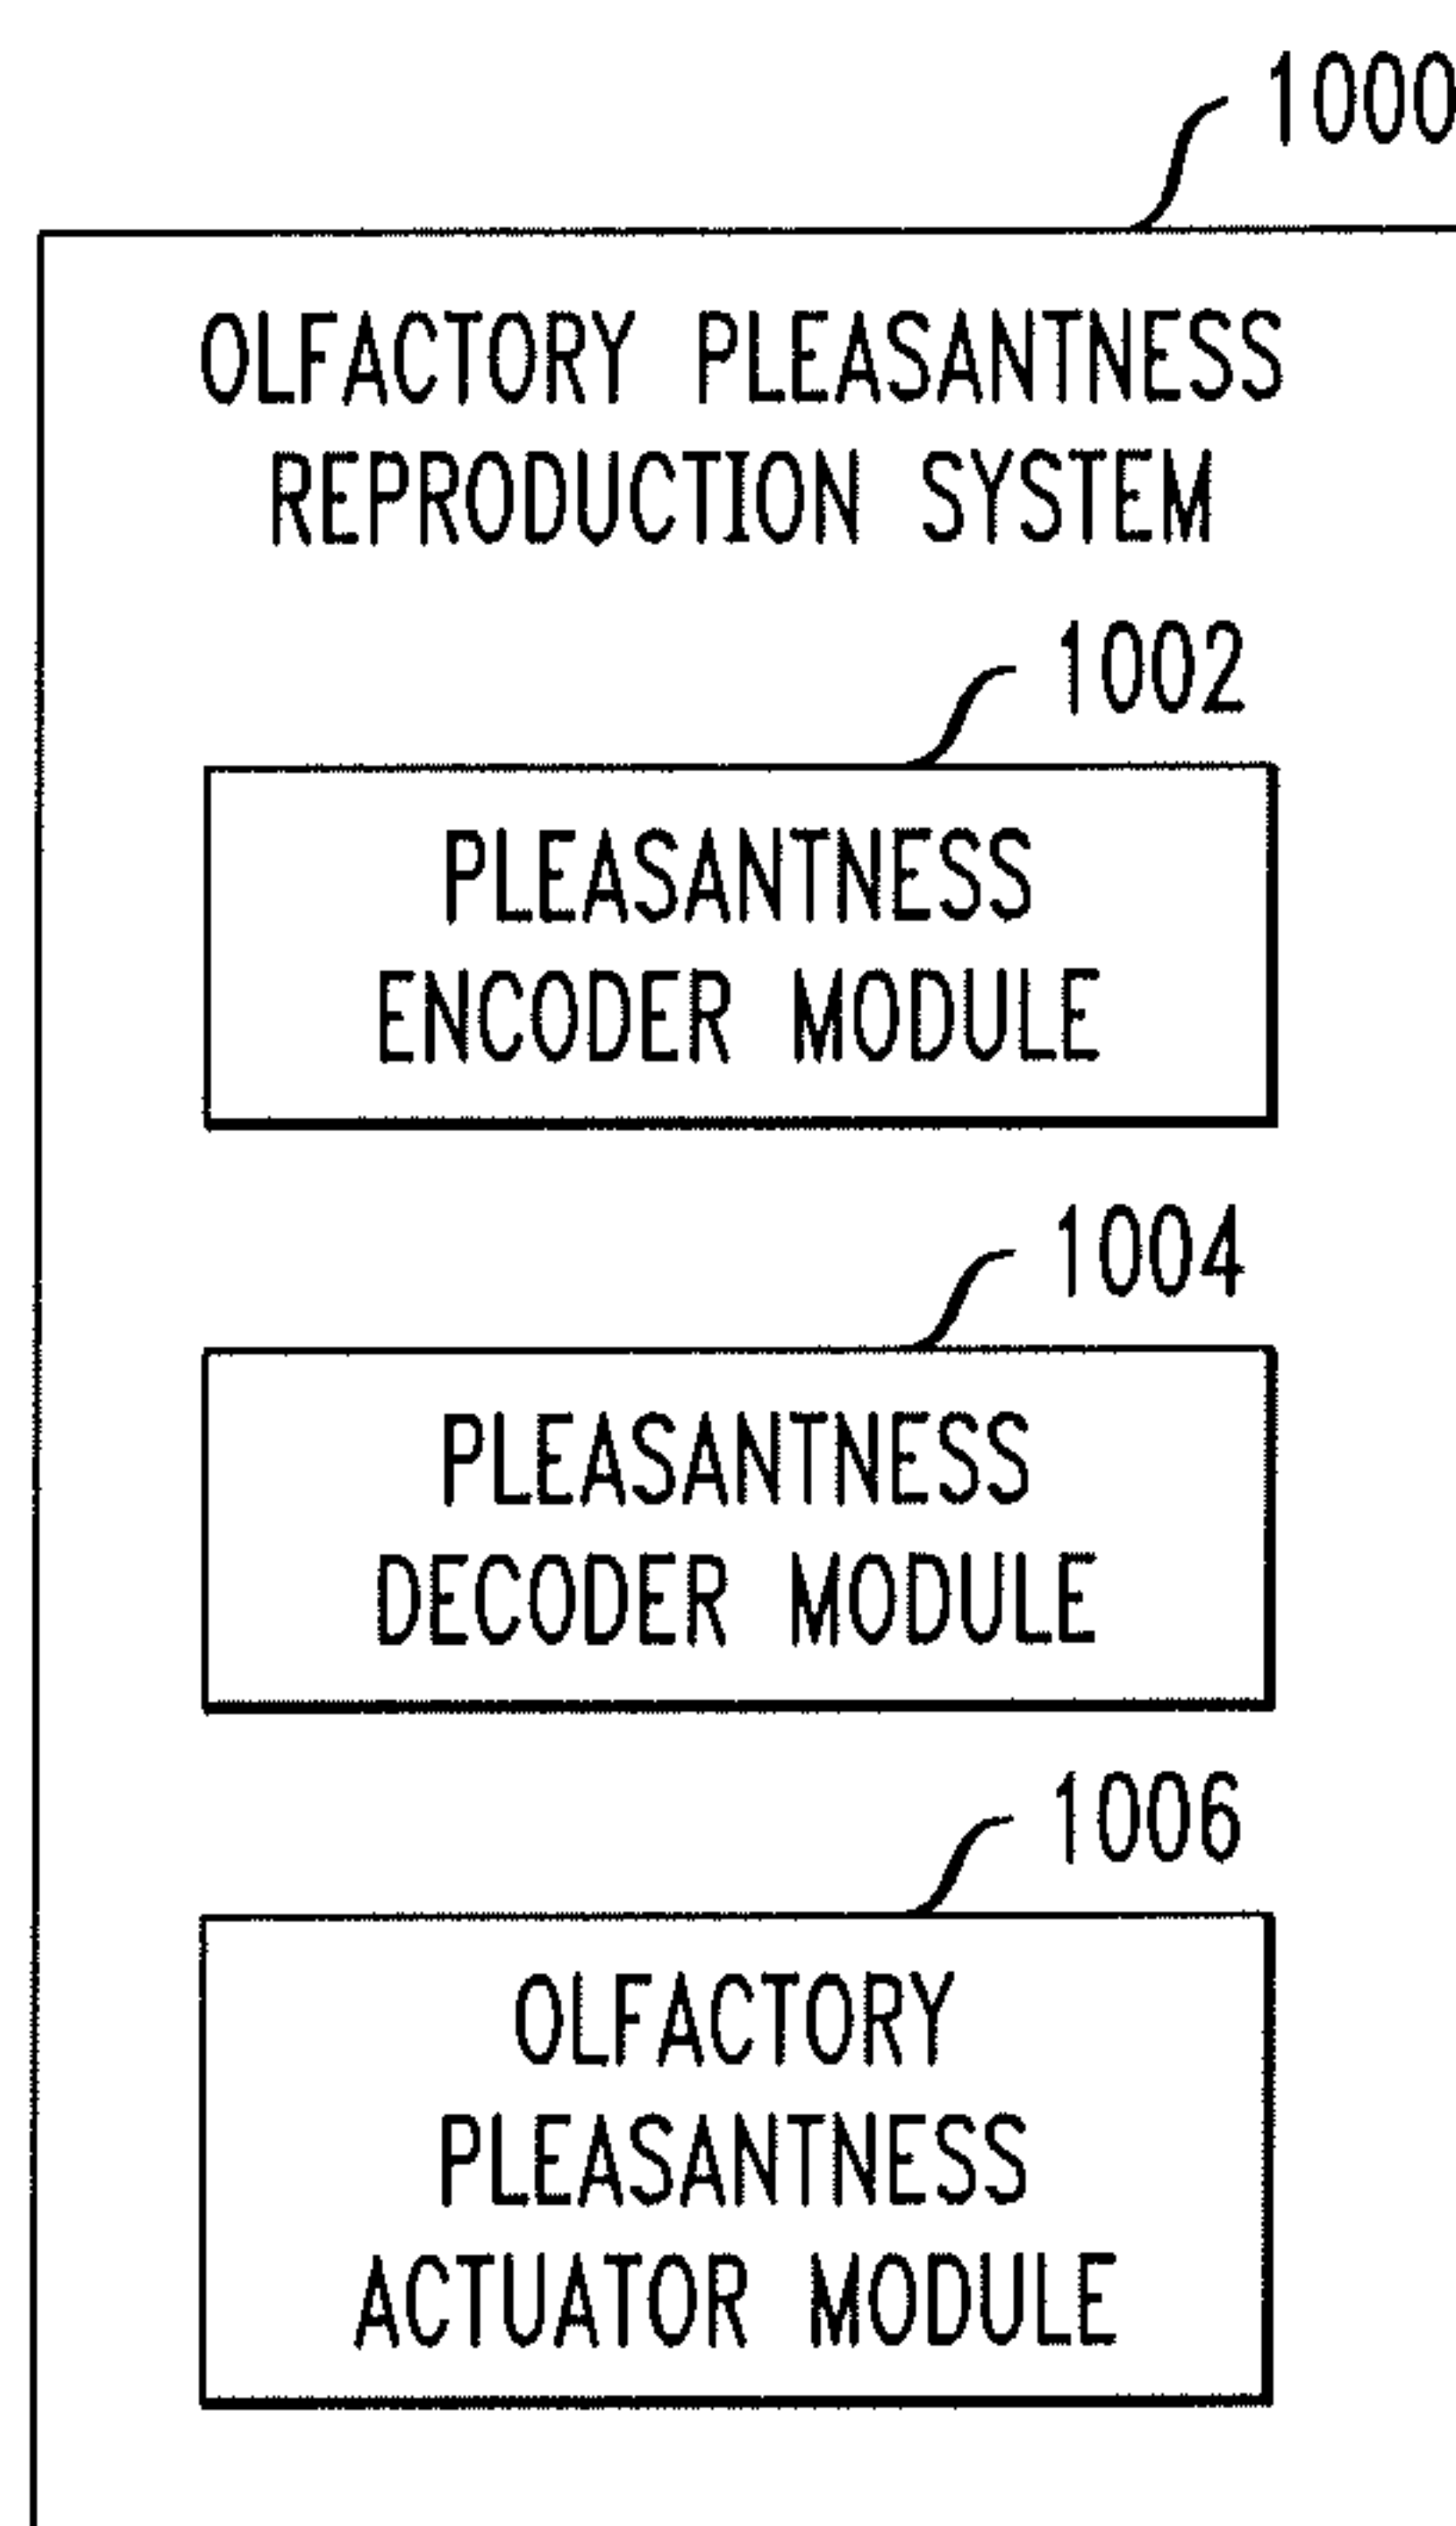 1000
OLFACTORY PLEASANTNESS
REPRODUCTION SYSTEM
1002
PLEASANTNESS
ENCODER MODULE
1004
PLEASANTNESS
DECODER MODULE
1006
OLFACTORY
PLEASANTNESS
ACTUATOR MODULE